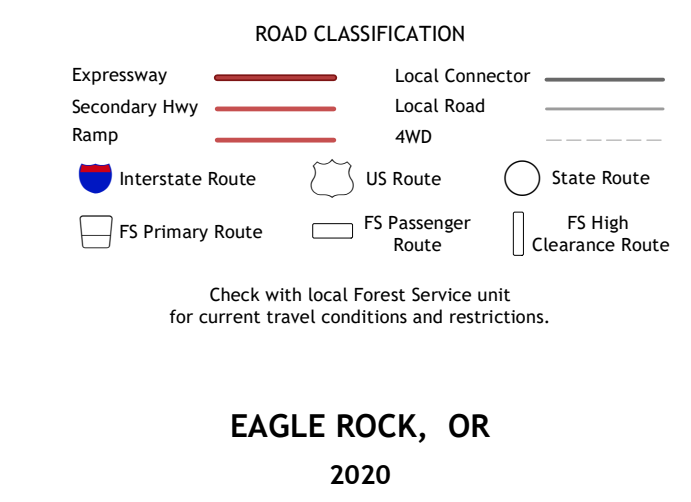 ROAD CLASSIFICATION
Expressway
Local Connector
Secondary Hwy
Local Road
Ramp
4WD
Interstate Route
US Route
State Route
FS Primary Route
FS Passenger
Route
FS High
Clearance Route
Check with local Forest Service unit
for current travel conditions and restrictions.
EAGLE ROCK, OR
2020